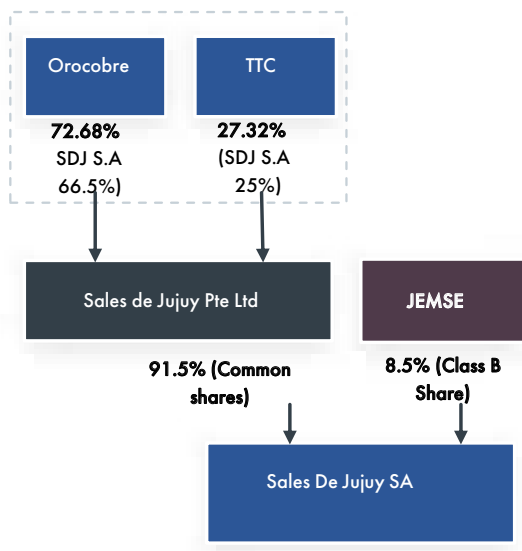 Orocobre
TTC
72.68%
SDJ S.A
66.5%)
27.32%
(SDJ S.A
25%)
Sales de Jujuy Pte Ltd
JEMSE
91.5% (Common
shares)
8.5% (Class B
Share)
Sales De Jujuy SA